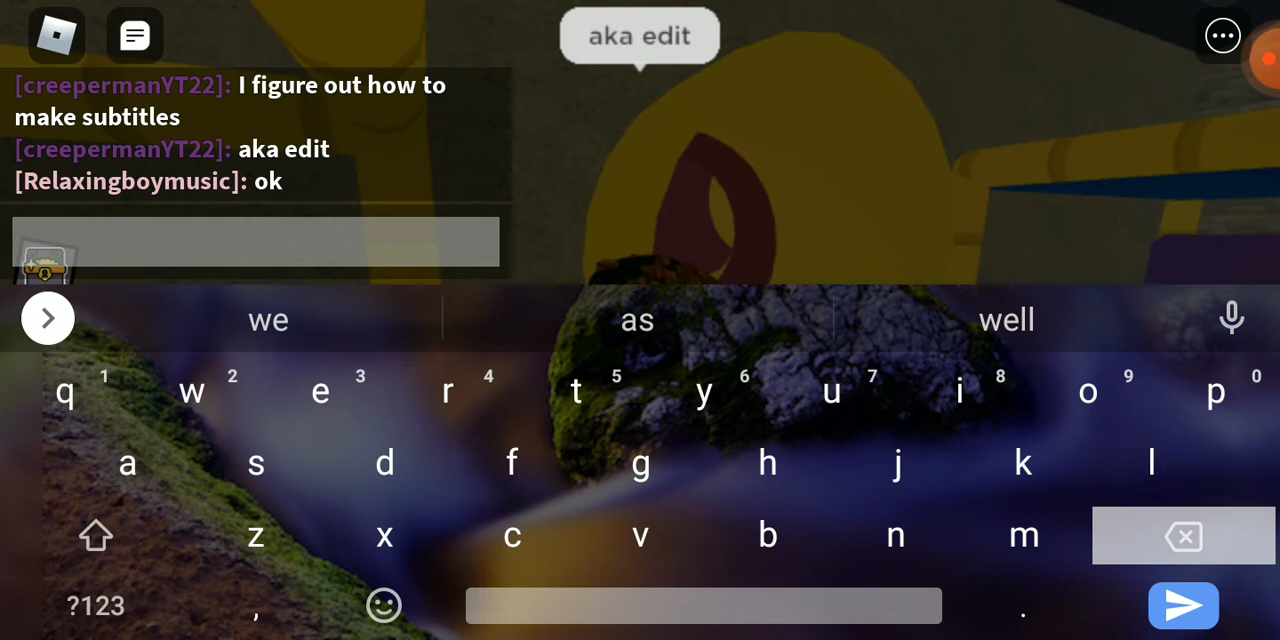 aka edit
[creepermanYT22]: I figure out how to
make subtitles
[creepermanYT22]: aka edit
[Relaxingboymusic]: ok
we as well
q 1 w 2 e 3 r 4 t 5 y 6 u 7 i 8 o 9 p 0
a s d f g h j k l
z x c v b n m
?123 , .